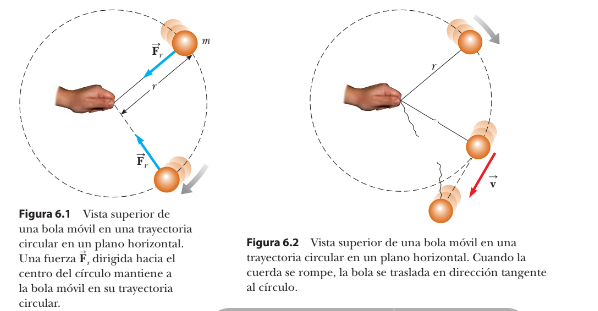 m
F⃗r
r
F⃗r
r
v⃗
Figura 6.1 Vista superior de
una bola móvil en una trayectoria
circular en un plano horizontal.
Una fuerza F⃗r dirigida hacia el
centro del círculo mantiene a
la bola móvil en su trayectoria
circular.
Figura 6.2 Vista superior de una bola móvil en una
trayectoria circular en un plano horizontal. Cuando la
cuerda se rompe, la bola se traslada en dirección tangente
al círculo.